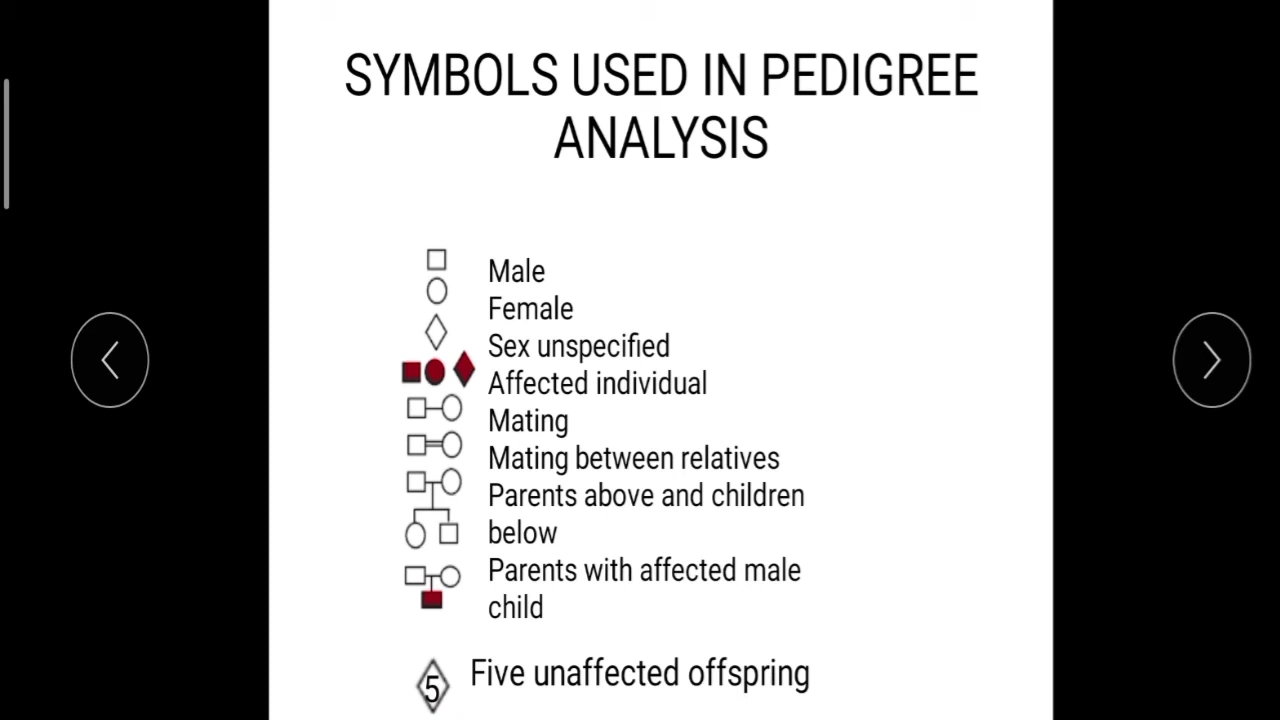 SYMBOLS USED IN PEDIGREE
ANALYSIS
Male
Female
Sex unspecified
Affected individual
Mating
Mating between relatives
Parents above and children
below
Parents with affected male
child
5 Five unaffected offspring